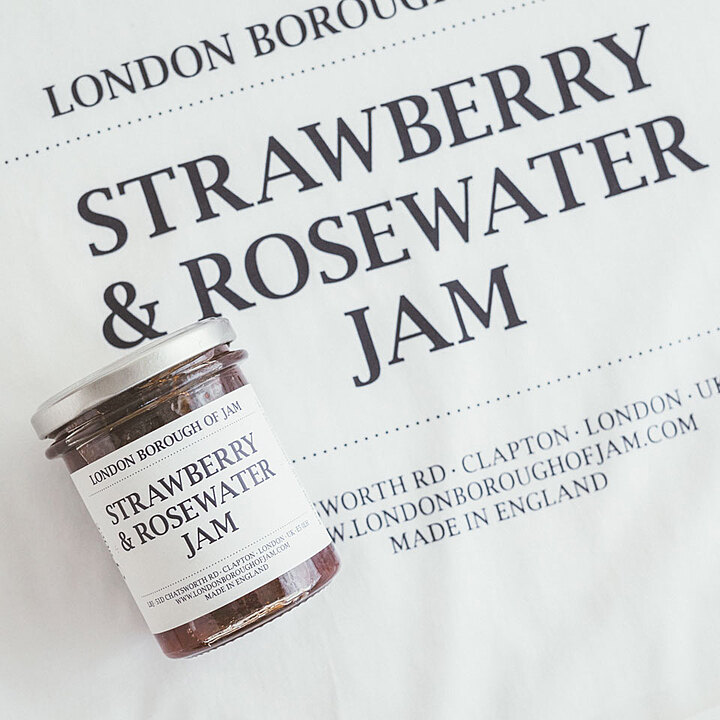 LONDON BOROUGH
STRAWBERRY
& ROSEWATER
JAM
WORTH RD · CLAPTON · LONDON · UK
W.LONDONBOROUGHOFJAM.COM
MADE IN ENGLAND
LONDON BOROUGH OF JAM
STRAWBERRY
& ROSEWATER
JAM
51D CHATSWORTH RD · CLAPTON · LONDON · UK ·
WWW.LONDONBOROUGHOFJAM.COM
MADE IN ENGLAND